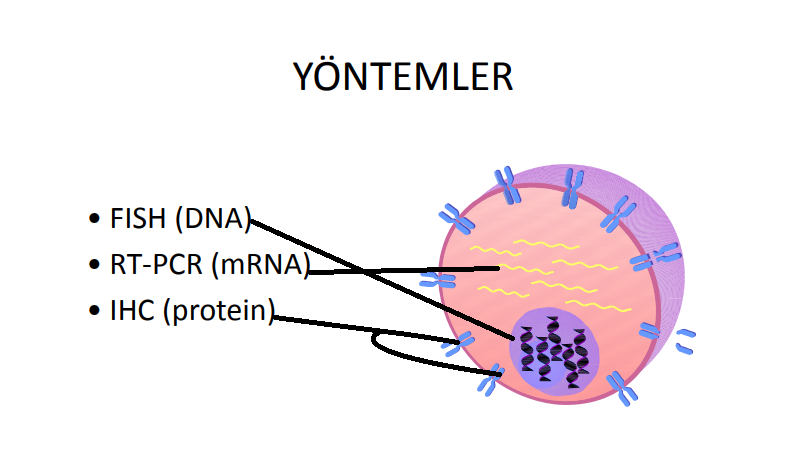 YÖNTEMLER
• FISH (DNA)
• RT-PCR (mRNA)
• IHC (protein)